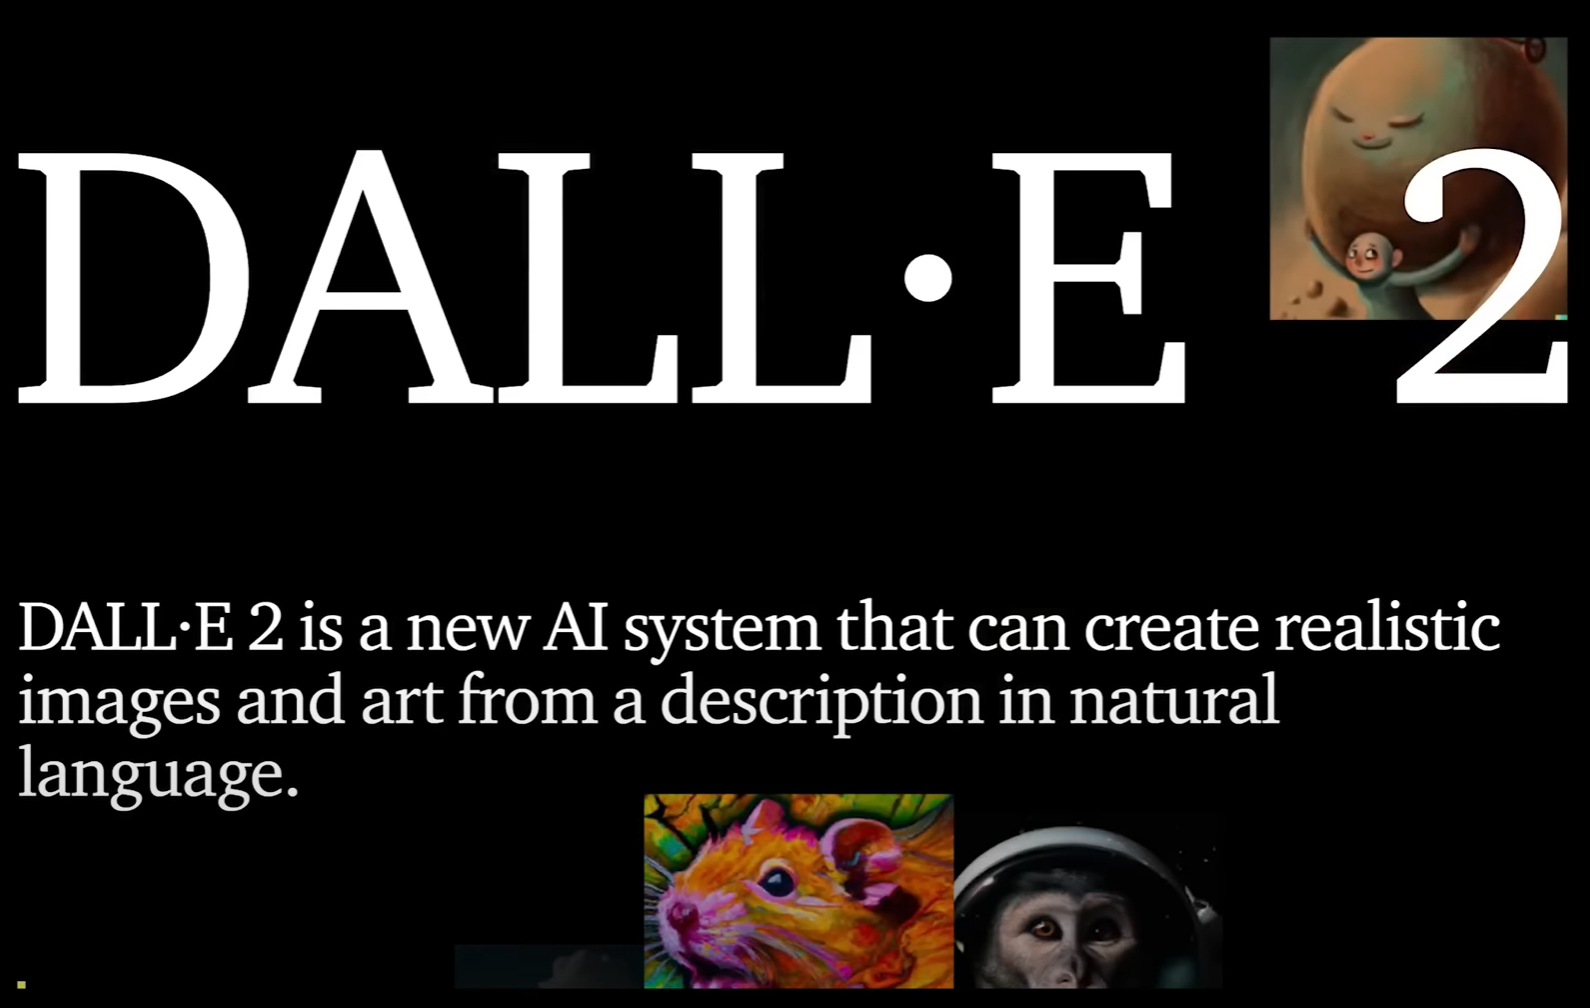 DALL·E 2
DALL·E 2 is a new AI system that can create realistic
images and art from a description in natural
language.